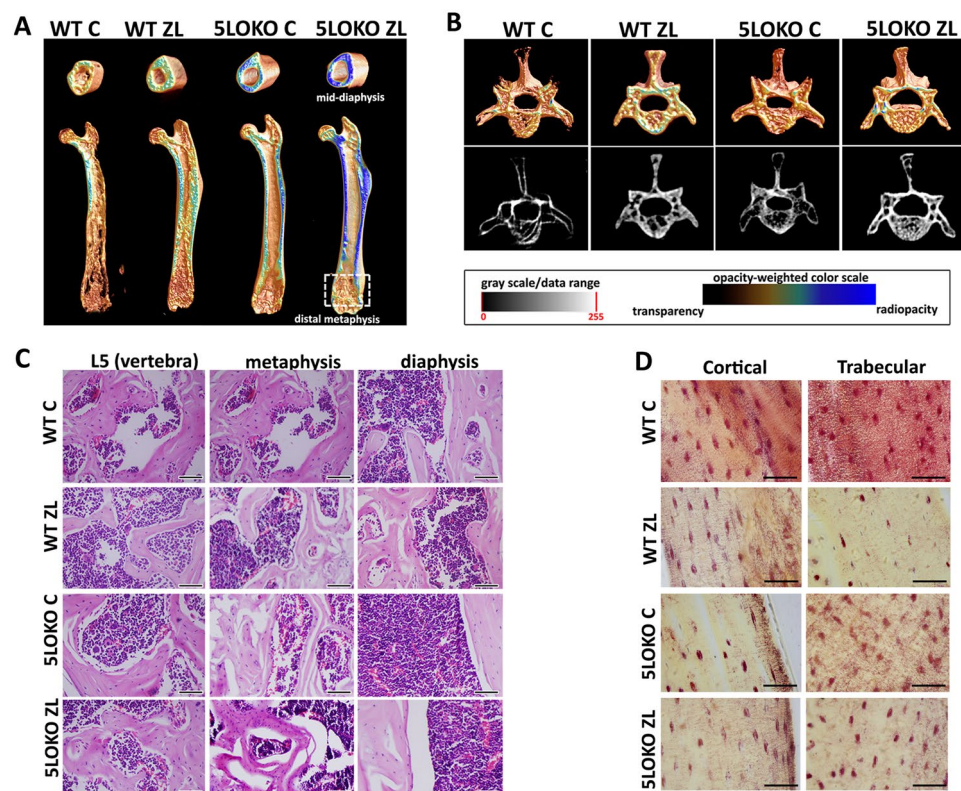 A
WT C WT ZL 5LOKO C 5LOKO ZL
mid-diaphysis
distal metaphysis
B
WT C WT ZL 5LOKO C 5LOKO ZL
gray scale/data range
0 255
opacity-weighted color scale
transparency radiopacity
C
L5 (vertebra) metaphysis diaphysis
WT C
WT ZL
5LOKO C
5LOKO ZL
D
Cortical Trabecular
WT C
WT ZL
5LOKO C
5LOKO ZL